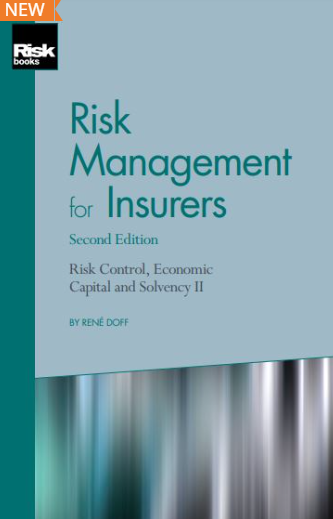 NEW
Risk
books
Risk
Management
for Insurers
Second Edition
Risk Control, Economic
Capital and Solvency II
BY RENÉ DOFF